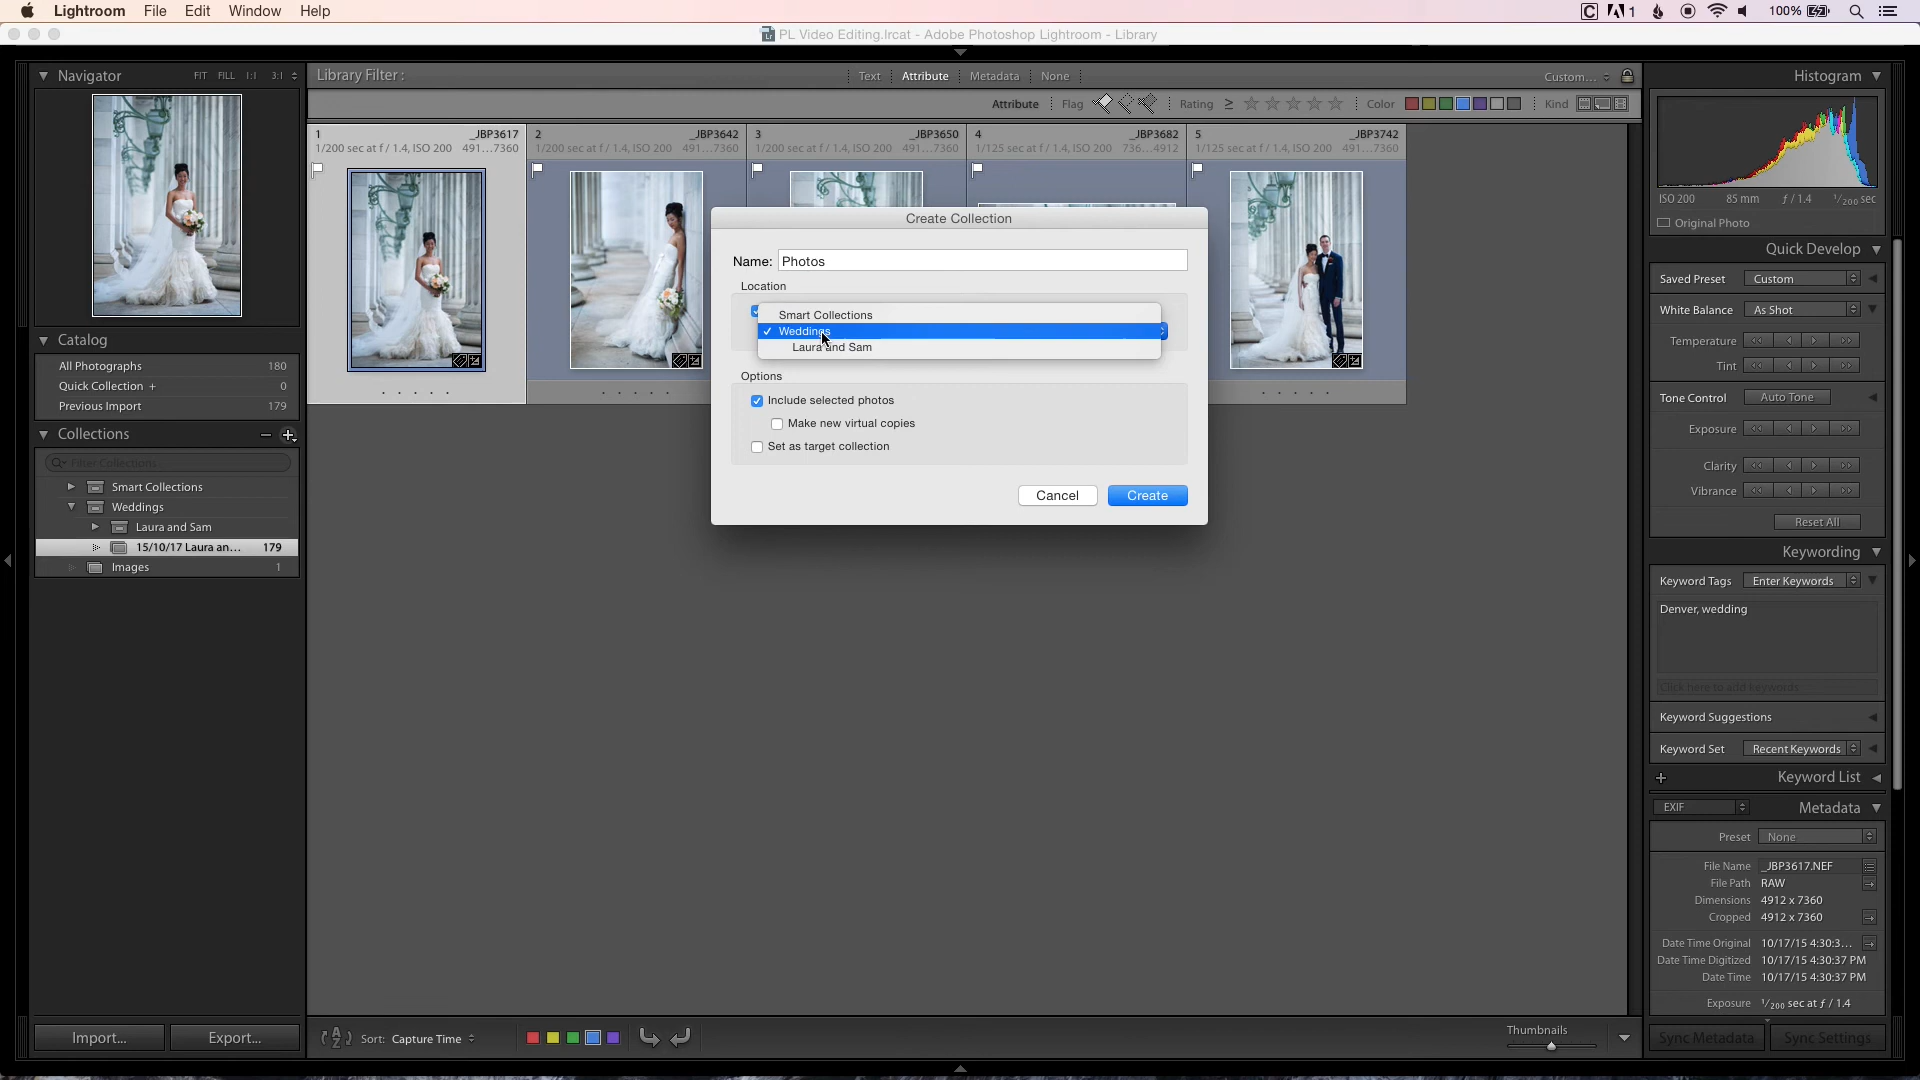 Lightroom File Edit Window Help 1 100%
PL Video Editing.lrcat - Adobe Photoshop Lightroom - Library
Navigator FIT FILL 1:1 3:1
Library Filter : Text Attribute Metadata None Custom...
Histogram
Attribute Flag Rating ≥ Color Kind
1 _JBP3617 2 _JBP3642 3 _JBP3650 4 _JBP3682 5 _JBP3742
1/200 sec at f / 1.4, ISO 200 491...7360 1/200 sec at f / 1.4, ISO 200 491...7360 1/200 sec at f / 1.4, ISO 200 491...7360 1/125 sec at f / 1.4, ISO 200 736...4912 1/125 sec at f / 1.4, ISO 200 491...7360
ISO 200 85 mm ƒ / 1.4 1/200 sec
Original Photo
Create Collection
Name: Photos
Location
Smart Collections
✓ Weddings
Laura and Sam
Options
Include selected photos
Make new virtual copies
Set as target collection
Cancel Create
Catalog
All Photographs 180
Quick Collection + 0
Previous Import 179
Collections
Filter Collections
Smart Collections
Weddings
Laura and Sam
15/10/17 Laura an... 179
Images 1
Import... Export...
Sort: Capture Time
Thumbnails
Quick Develop
Saved Preset Custom
White Balance As Shot
Temperature
Tint
Tone Control Auto Tone
Exposure
Clarity
Vibrance
Reset All
Keywording
Keyword Tags Enter Keywords
Denver, wedding
Click here to add keywords
Keyword Suggestions
Keyword Set Recent Keywords
Keyword List
EXIF Metadata
Preset None
File Name _JBP3617.NEF
File Path RAW
Dimensions 4912 x 7360
Cropped 4912 x 7360
Date Time Original 10/17/15 4:30:3...
Date Time Digitized 10/17/15 4:30:37 PM
Date Time 10/17/15 4:30:37 PM
Exposure 1/200 sec at ƒ / 1.4
Sync Metadata Sync Settings